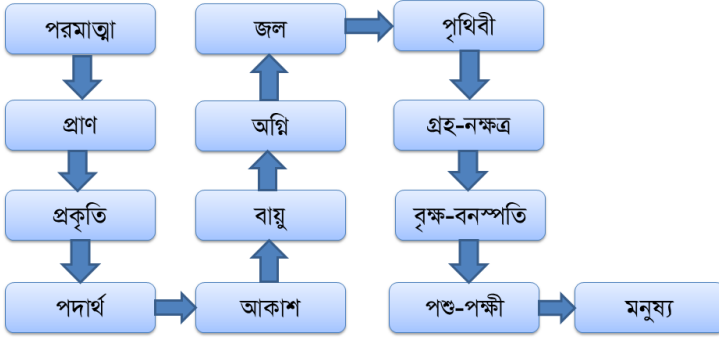 পরমাত্মা
প্রাণ
প্রকৃতি
পদার্থ
আকাশ
বায়ু
অগ্নি
জল
পৃথিবী
গ্রহ-নক্ষত্র
বৃক্ষ-বনস্পতি
পশু-পক্ষী
মনুষ্য